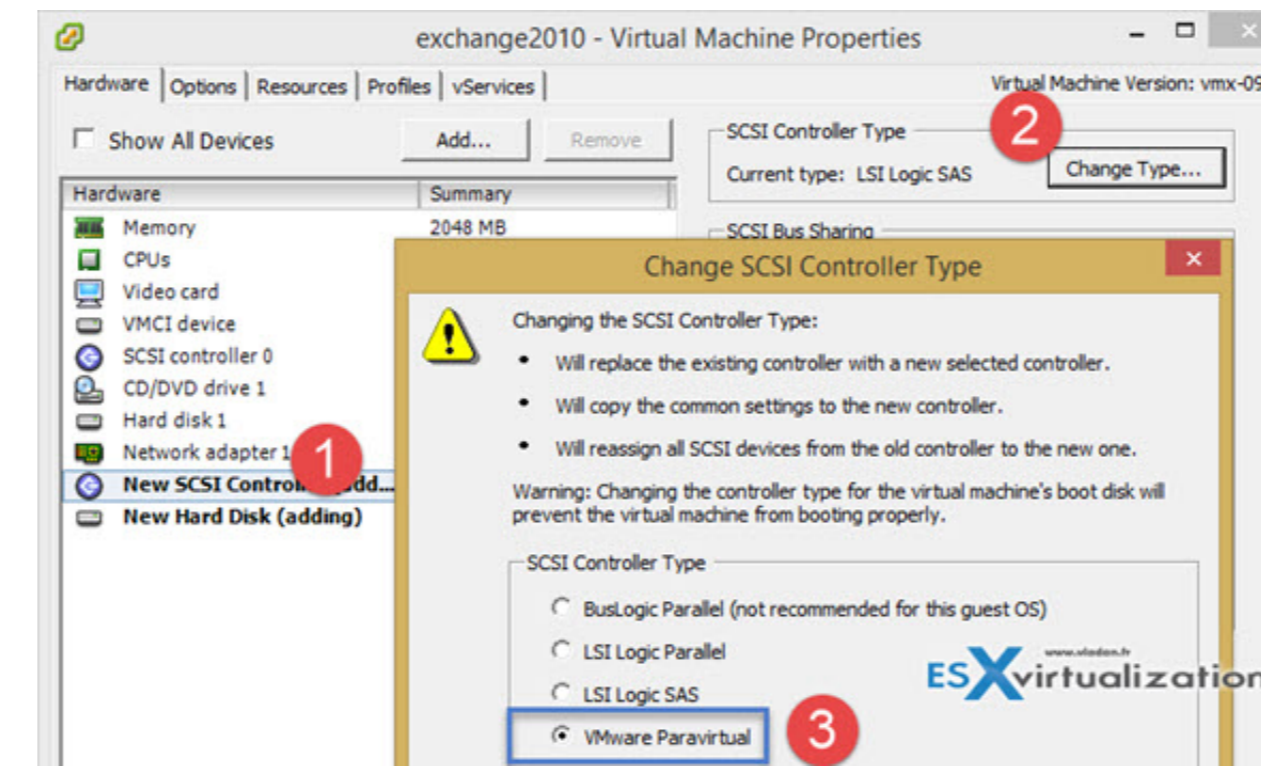 exchange2010 - Virtual Machine Properties
Hardware Options Resources Profiles vServices
Virtual Machine Version: vmx-09
Show All Devices
Add...
Remove
Hardware Summary
Memory 2048 MB
CPUs
Video card
VMCI device
SCSI controller 0
CD/DVD drive 1
Hard disk 1
Network adapter 1
1
New SCSI Control add...
New Hard Disk (adding)
SCSI Controller Type
2
Current type: LSI Logic SAS
Change Type...
SCSI Bus Sharing
Change SCSI Controller Type
Changing the SCSI Controller Type:
• Will replace the existing controller with a new selected controller.
• Will copy the common settings to the new controller.
• Will reassign all SCSI devices from the old controller to the new one.
Warning: Changing the controller type for the virtual machine's boot disk will
prevent the virtual machine from booting properly.
SCSI Controller Type
BusLogic Parallel (not recommended for this guest OS)
LSI Logic Parallel
LSI Logic SAS
VMware Paravirtual
3
www.vladan.fr
ESXvirtualization